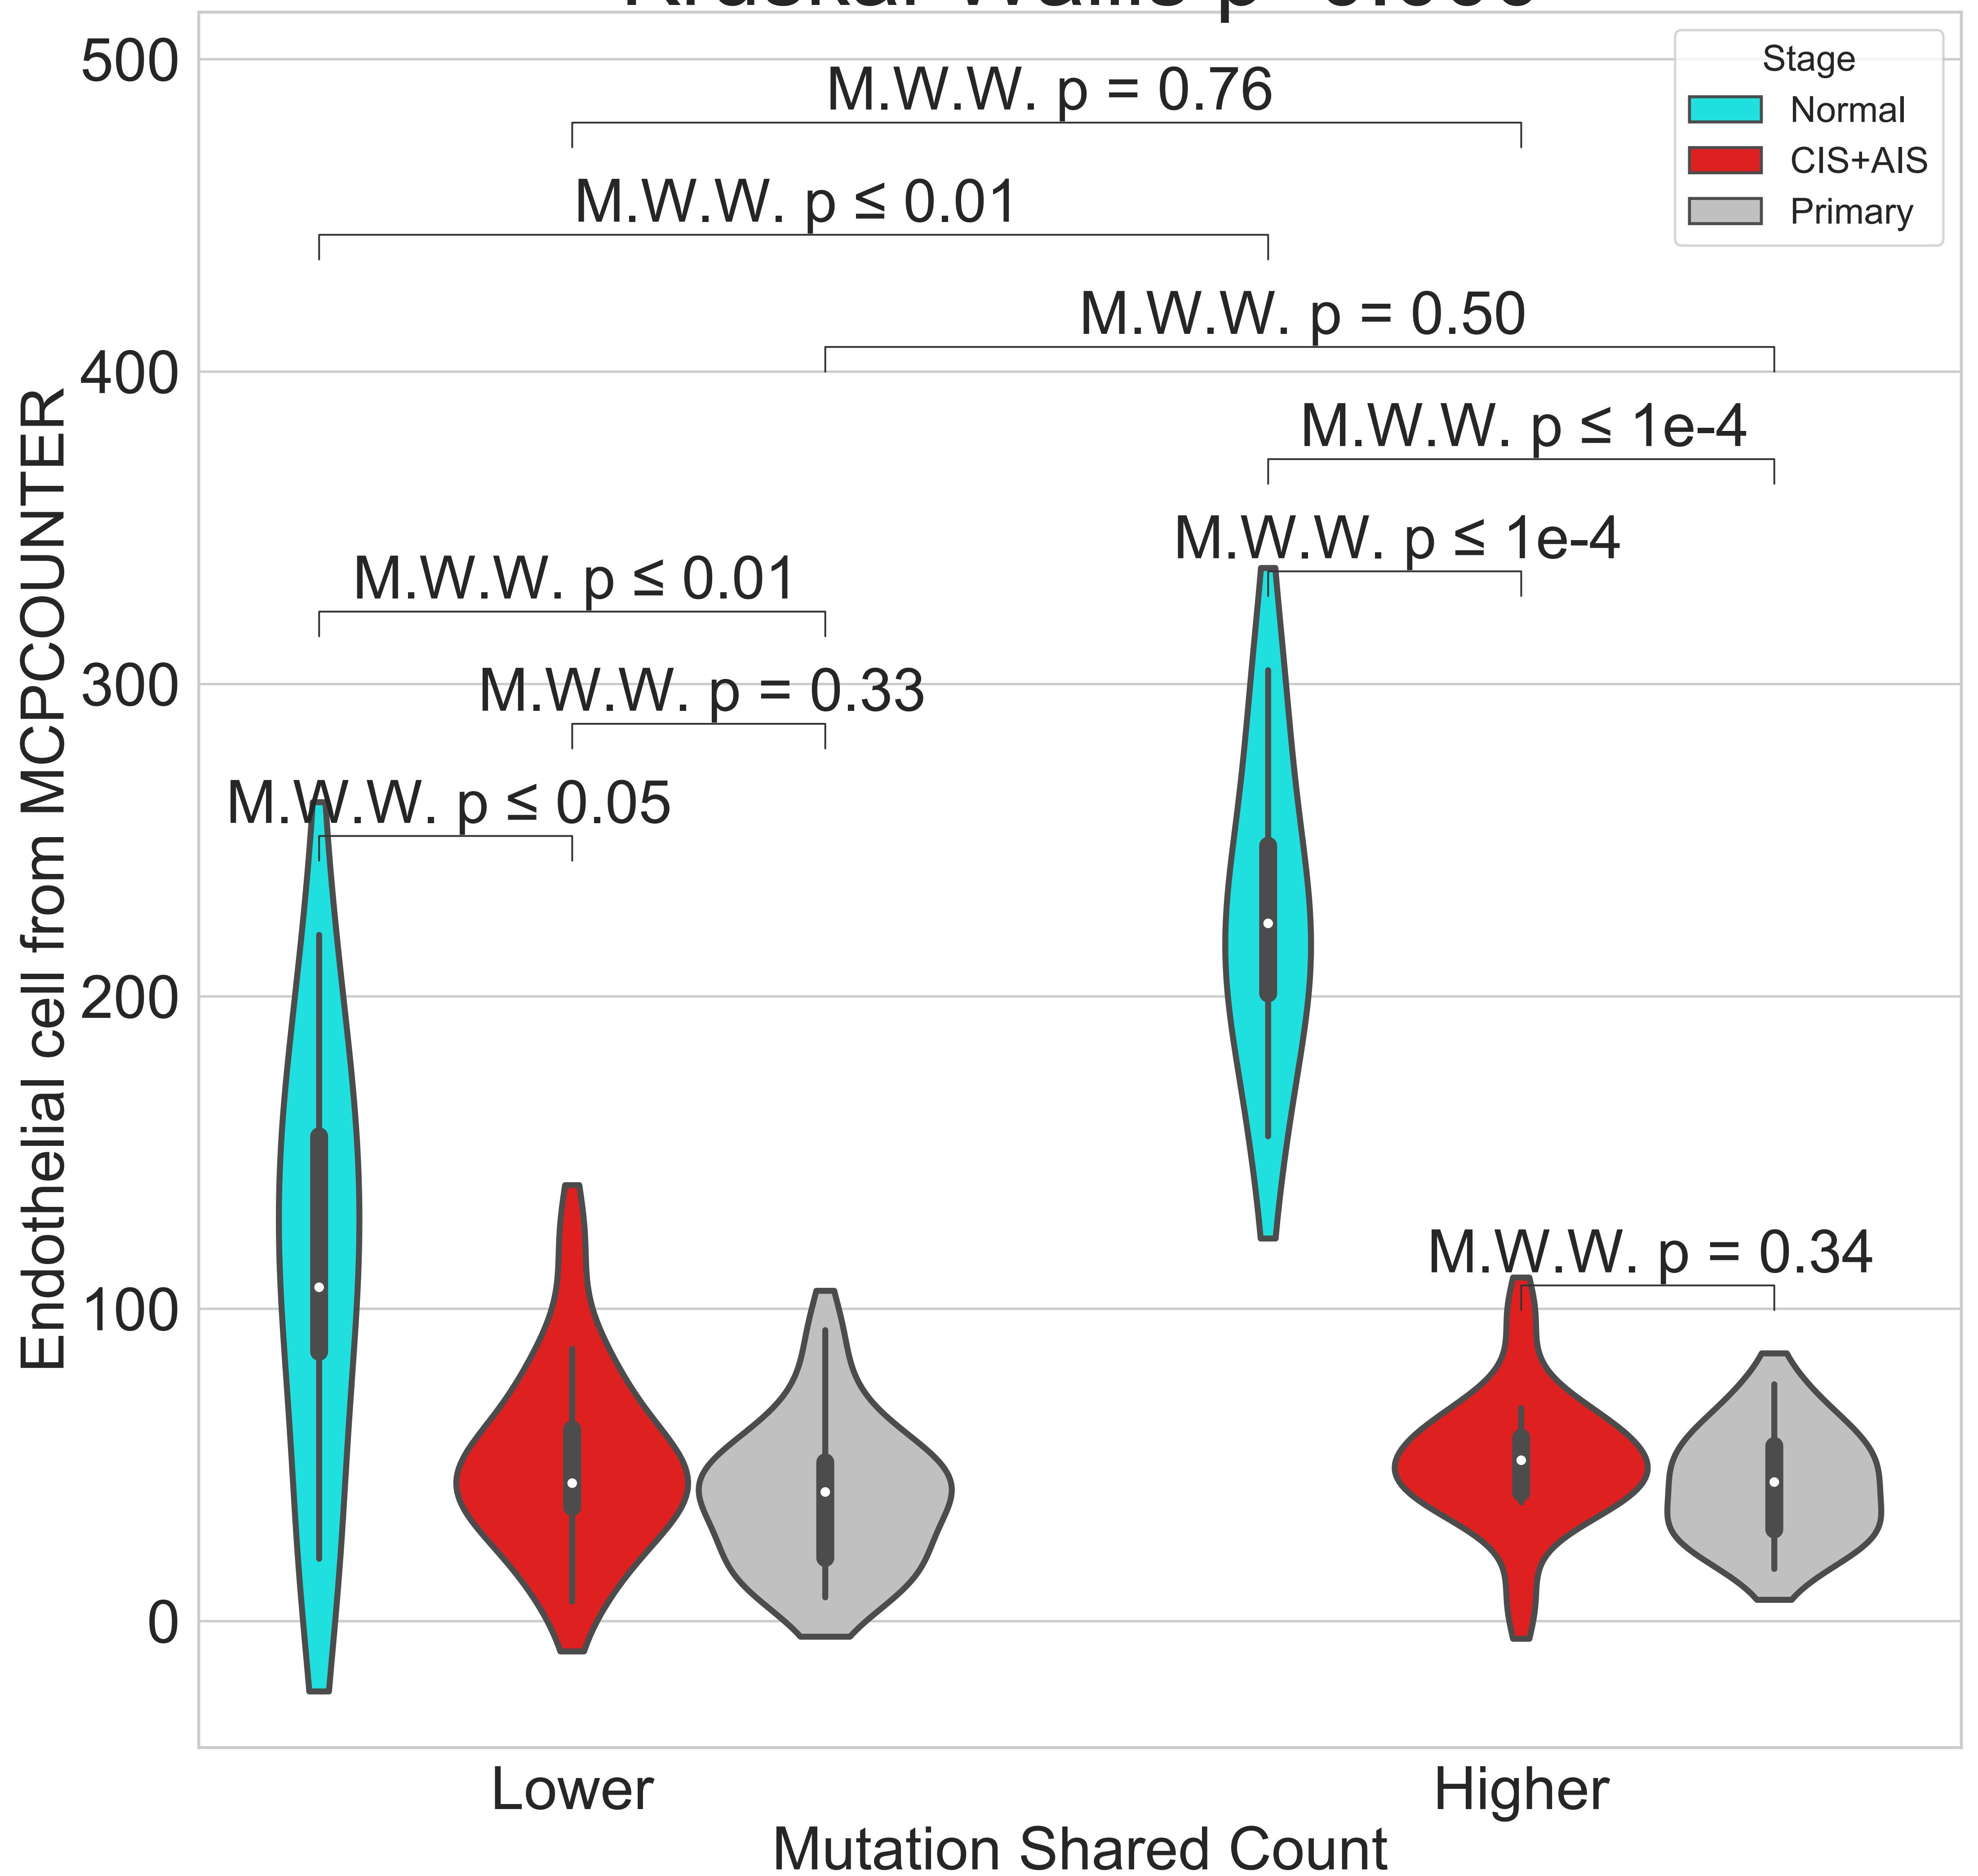 500
400
300
200
100
0
Endothelial cell from MCPCOUNTER
Stage
Normal
CIS+AIS
Primary
M.W.W. p = 0.76
M.W.W. p ≤ 0.01
M.W.W. p = 0.50
M.W.W. p ≤ 1e-4
M.W.W. p ≤ 1e-4
M.W.W. p ≤ 0.01
M.W.W. p = 0.33
M.W.W. p ≤ 0.05
M.W.W. p = 0.34
Lower
Higher
Mutation Shared Count